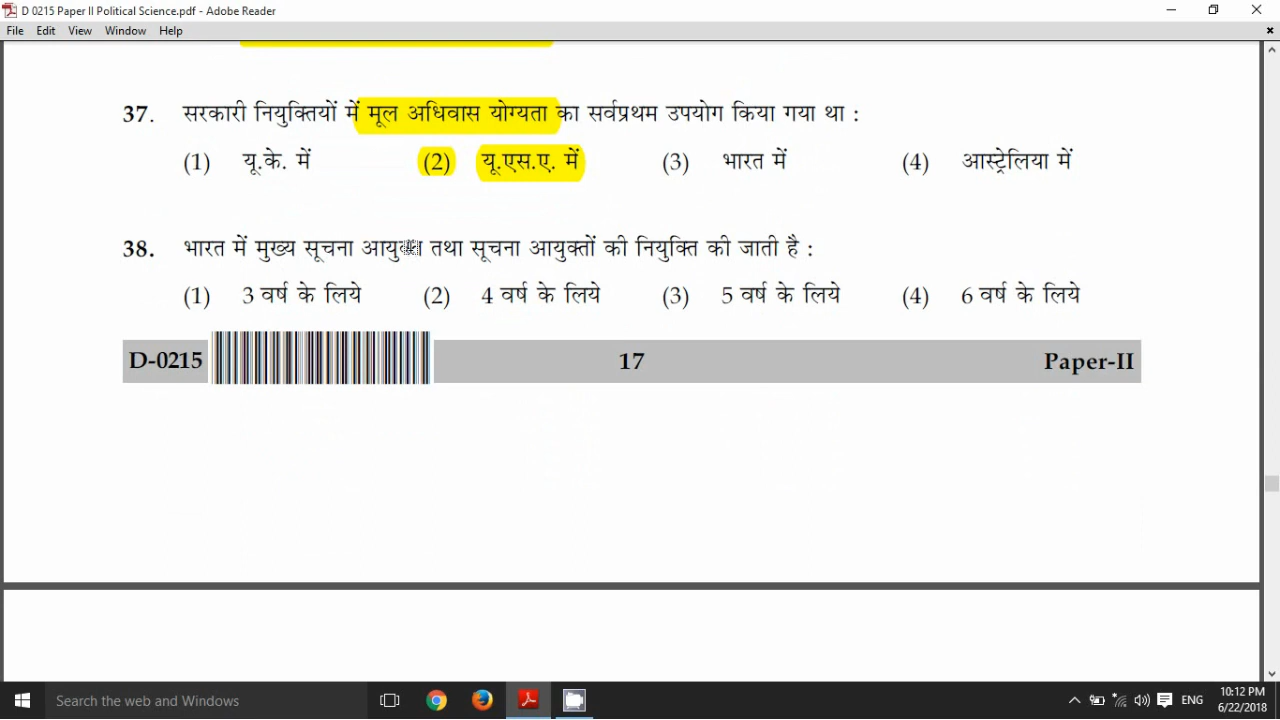 D 0215 Paper II Political Science.pdf - Adobe Reader
File Edit View Window Help
37. सरकारी नियुक्तियों में मूल अधिवास योग्यता का सर्वप्रथम उपयोग किया गया था :
(1) यू.के. में (2) यू.एस.ए. में (3) भारत में (4) आस्ट्रेलिया में
38. भारत में मुख्य सूचना आयुक्त तथा सूचना आयुक्तों की नियुक्ति की जाती है :
(1) 3 वर्ष के लिये (2) 4 वर्ष के लिये (3) 5 वर्ष के लिये (4) 6 वर्ष के लिये
D-0215 17 Paper-II
Search the web and Windows
ENG
10:12 PM
6/22/2018